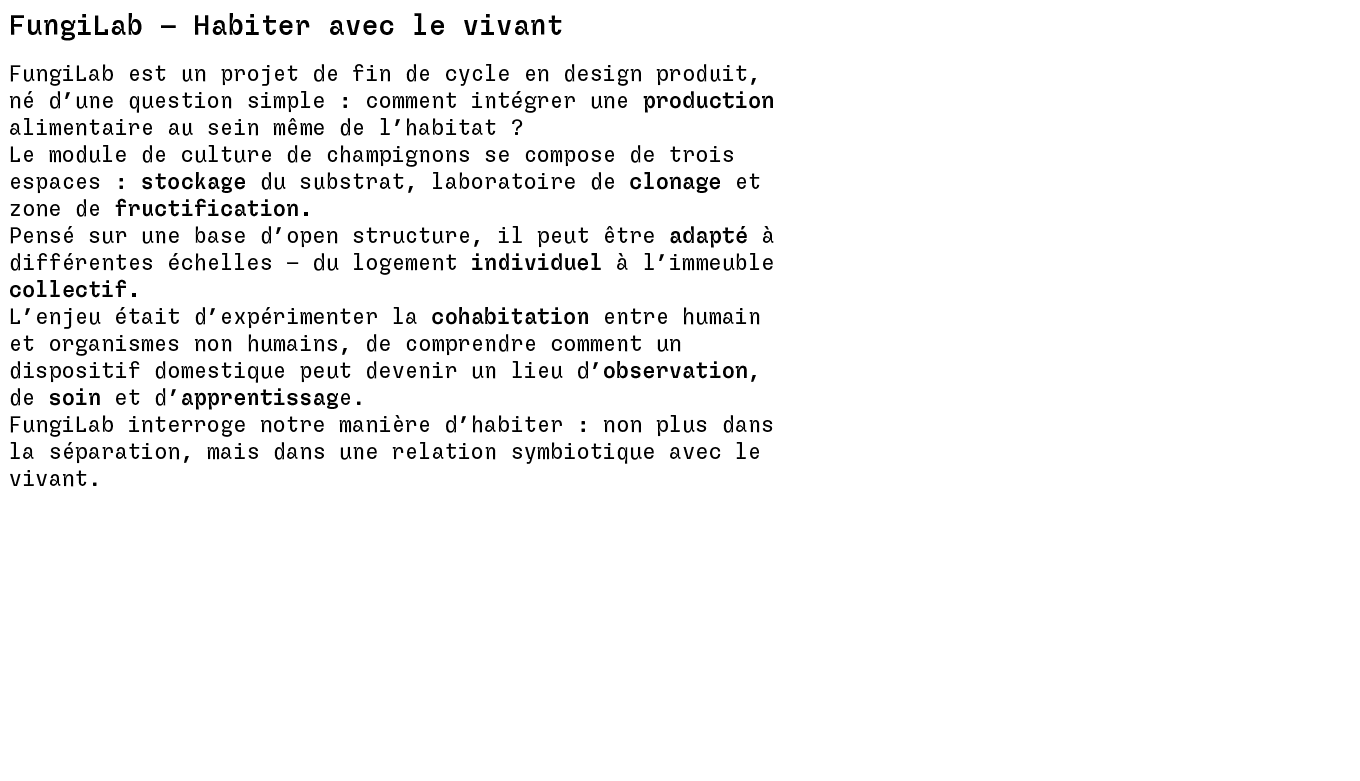 FungiLab – Habiter avec le vivant
FungiLab est un projet de fin de cycle en design produit,
né d’une question simple : comment intégrer une production
alimentaire au sein même de l’habitat ?
Le module de culture de champignons se compose de trois
espaces : stockage du substrat, laboratoire de clonage et
zone de fructification.
Pensé sur une base d’open structure, il peut être adapté à
différentes échelles – du logement individuel à l’immeuble
collectif.
L’enjeu était d’expérimenter la cohabitation entre humain
et organismes non humains, de comprendre comment un
dispositif domestique peut devenir un lieu d’observation,
de soin et d’apprentissage.
FungiLab interroge notre manière d’habiter : non plus dans
la séparation, mais dans une relation symbiotique avec le
vivant.